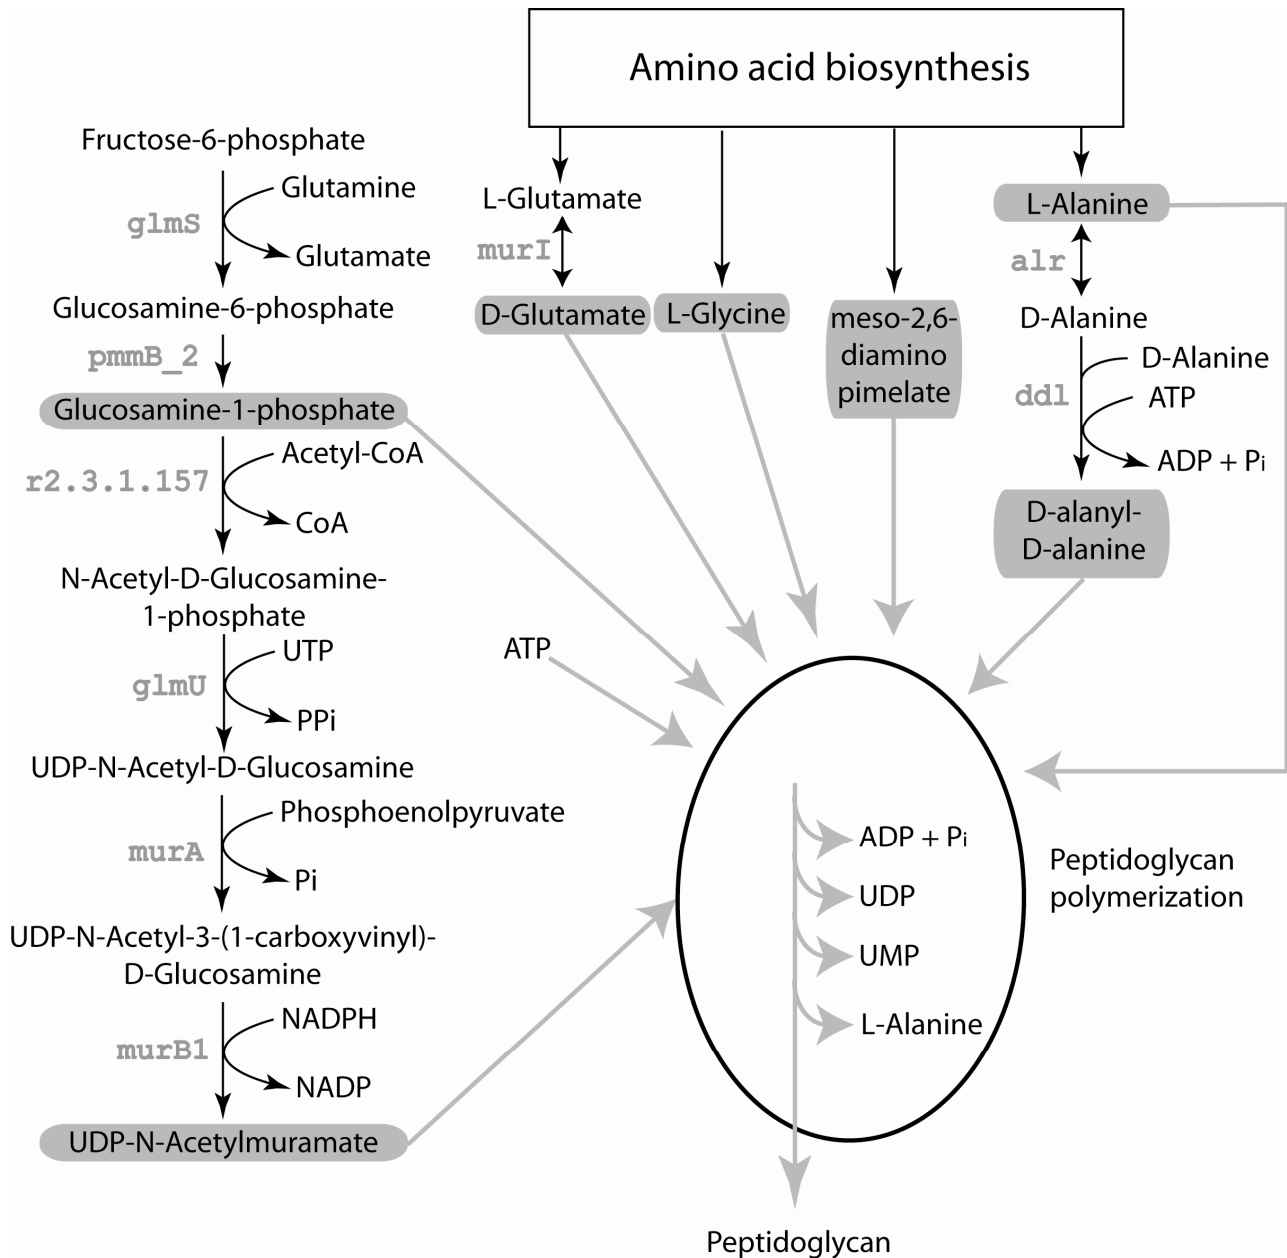 Amino acid biosynthesis
Fructose-6-phosphate
Glutamine
glmS
Glutamate
Glucosamine-6-phosphate
pmmB_2
Glucosamine-1-phosphate
Acetyl-CoA
r2.3.1.157
CoA
N-Acetyl-D-Glucosamine-
1-phosphate
UTP
glmU
PPi
UDP-N-Acetyl-D-Glucosamine
Phosphoenolpyruvate
murA
Pi
UDP-N-Acetyl-3-(1-carboxyvinyl)-
D-Glucosamine
NADPH
murB1
NADP
UDP-N-Acetylmuramate
L-Glutamate
murI
D-Glutamate
L-Glycine
meso-2,6-
diamino
pimelate
L-Alanine
alr
D-Alanine
D-Alanine
ddl
ATP
ADP + Pi
D-alanyl-
D-alanine
ATP
ADP + Pi
UDP
UMP
L-Alanine
Peptidoglycan
polymerization
Peptidoglycan